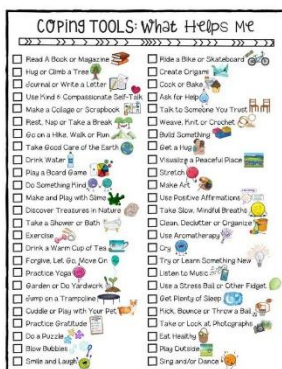 COPING TOOLS: What Helps Me
Read A Book or Magazine
Hug or Climb a Tree
Journal or Write a Letter
Use Kind & Compassionate Self-Talk
Make a Collage or Scrapbook
Rest, Nap or Take a Break
Go on a Hike, Walk or Run
Take Good Care of the Earth
Drink Water
Play a Board Game
Do Something Kind
Make and Play with Slime
Discover Treasures in Nature
Take a Shower or Bath
Exercise
Drink a Warm Cup of Tea
Forgive, Let Go, Move On
Practice Yoga
Garden or Do Yardwork
Jump on a Trampoline
Cuddle or Play with Your Pet
Practice Gratitude
Do a Puzzle
Blow Bubbles
Smile and Laugh
Ride a Bike or Skateboard
Create Origami
Cook or Bake
Ask for Help
Talk to Someone You Trust
Weave, Knit or Crochet
Build Something
Get a Hug
Visualize a Peaceful Place
Stretch
Make Art
Use Positive Affirmations
Take Slow, Mindful Breaths
Clean, Declutter or Organize
Use Aromatherapy
Cry
Try or Learn Something New
Listen to Music
Use a Stress Ball or Other Fidget
Get Plenty of Sleep
Kick, Bounce or Throw a Ball
Take or Look at Photographs
Eat Healthy
Play Outside
Sing and/or Dance